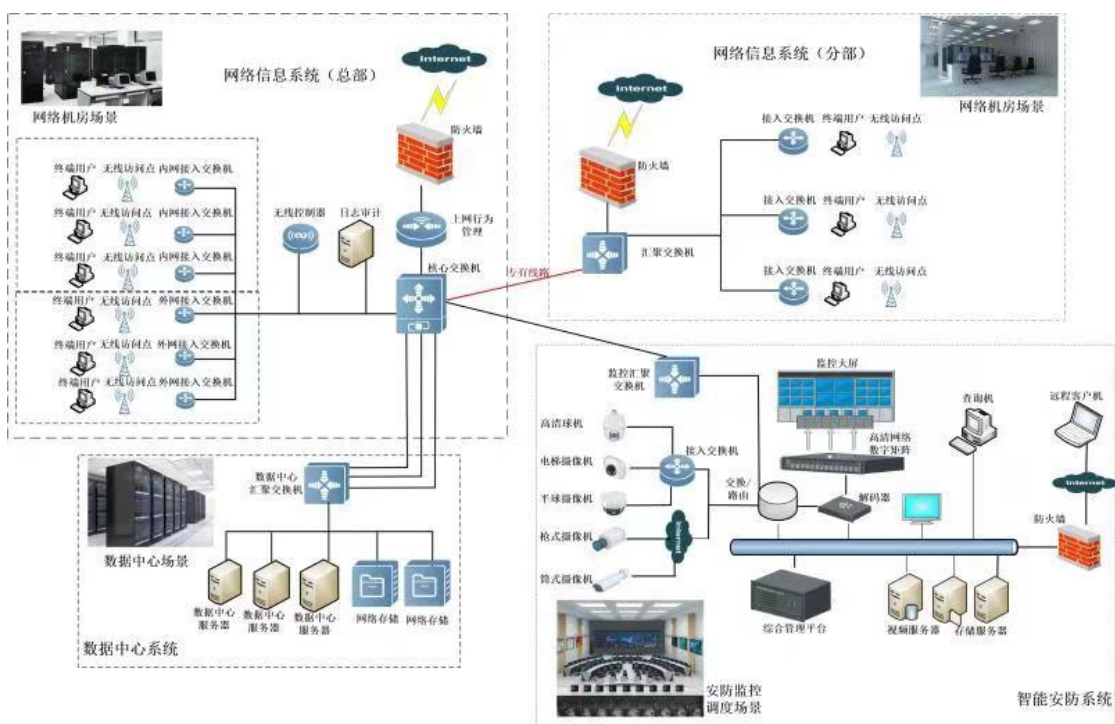 网络信息系统（总部）
Internet
防火墙
网络机房场景
终端用户 无线访问点 内网接入交换机
终端用户 无线访问点 内网接入交换机
终端用户 无线访问点 内网接入交换机
终端用户 无线访问点 外网接入交换机
终端用户 无线访问点 外网接入交换机
终端用户 无线访问点 外网接入交换机
无线控制器
日志审计
上网行为
管理
核心交换机
专有线路
网络信息系统（分部）
Internet
防火墙
网络机房场景
汇聚交换机
接入交换机 终端用户 无线访问点
接入交换机 终端用户 无线访问点
接入交换机 终端用户 无线访问点
数据中心
汇聚交换机
数据中心场景
数据中心
服务器
数据中心
服务器
数据中心
服务器
网络存储
网络存储
数据中心系统
监控汇聚
交换机
监控大屏
查询机
远程客户机
高清球机
电梯摄像机
半球摄像机
枪式摄像机
筒式摄像机
接入交换机
Internet
交换/
路由
高清网络
数字矩阵
解码器
Internet
防火墙
综合管理平台
视频服务器
存储服务器
安防监控
调度场景
智能安防系统